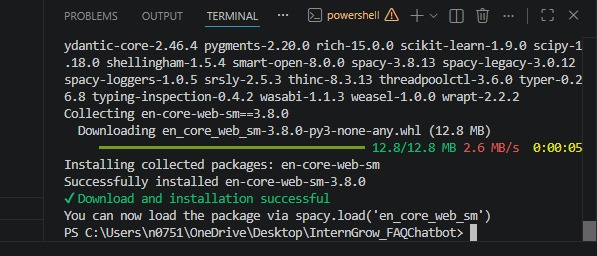 PROBLEMS OUTPUT TERMINAL ... powershell
ydantic-core-2.46.4 pygments-2.20.0 rich-15.0.0 scikit-learn-1.9.0 scipy-1
.18.0 shellingham-1.5.4 smart-open-8.0.0 spacy-3.8.13 spacy-legacy-3.0.12
spacy-loggers-1.0.5 srsly-2.5.3 thinc-8.3.13 threadpoolctl-3.6.0 typer-0.2
6.8 typing-inspection-0.4.2 wasabi-1.1.3 weasel-1.0.0 wrapt-2.2.2
Collecting en-core-web-sm==3.8.0
Downloading en_core_web_sm-3.8.0-py3-none-any.whl (12.8 MB)
12.8/12.8 MB 2.6 MB/s 0:00:05
Installing collected packages: en-core-web-sm
Successfully installed en-core-web-sm-3.8.0
✔ Download and installation successful
You can now load the package via spacy.load('en_core_web_sm')
PS C:\Users\n0751\OneDrive\Desktop\InternGrow_FAQChatbot>